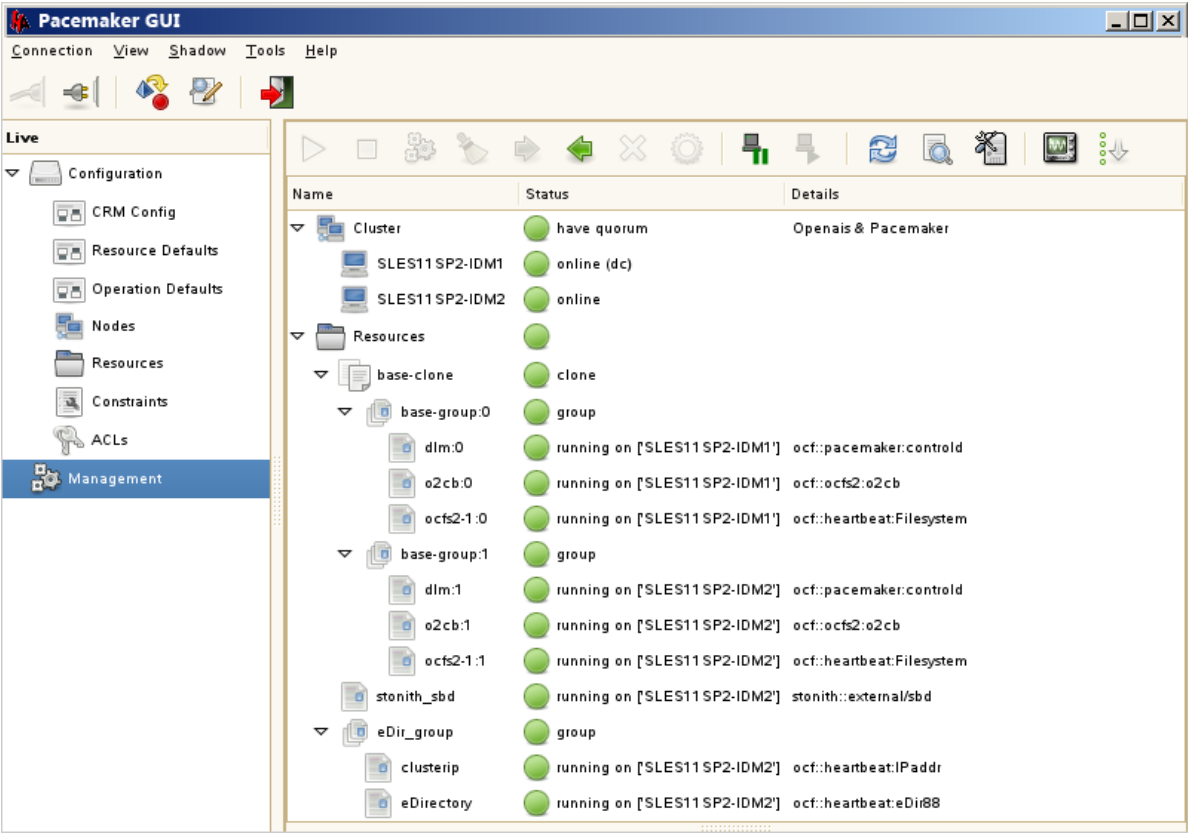 Pacemaker GUI
Connection View Shadow Tools Help
Live
Configuration
CRM Config
Resource Defaults
Operation Defaults
Nodes
Resources
Constraints
ACLs
Management
Name Status Details
Cluster have quorum Openais & Pacemaker
SLES11SP2-IDM1 online (dc)
SLES11SP2-IDM2 online
Resources
base-clone clone
base-group:0 group
dlm:0 running on ['SLES11SP2-IDM1'] ocf::pacemaker:controld
o2cb:0 running on ['SLES11SP2-IDM1'] ocf::ocfs2:o2cb
ocfs2-1:0 running on ['SLES11SP2-IDM1'] ocf::heartbeat:Filesystem
base-group:1 group
dlm:1 running on ['SLES11SP2-IDM2'] ocf::pacemaker:controld
o2cb:1 running on ['SLES11SP2-IDM2'] ocf::ocfs2:o2cb
ocfs2-1:1 running on ['SLES11SP2-IDM2'] ocf::heartbeat:Filesystem
stonith_sbd running on ['SLES11SP2-IDM2'] stonith::external/sbd
eDir_group group
clusterip running on ['SLES11SP2-IDM2'] ocf::heartbeat:IPaddr
eDirectory running on ['SLES11SP2-IDM2'] ocf::heartbeat:eDir88